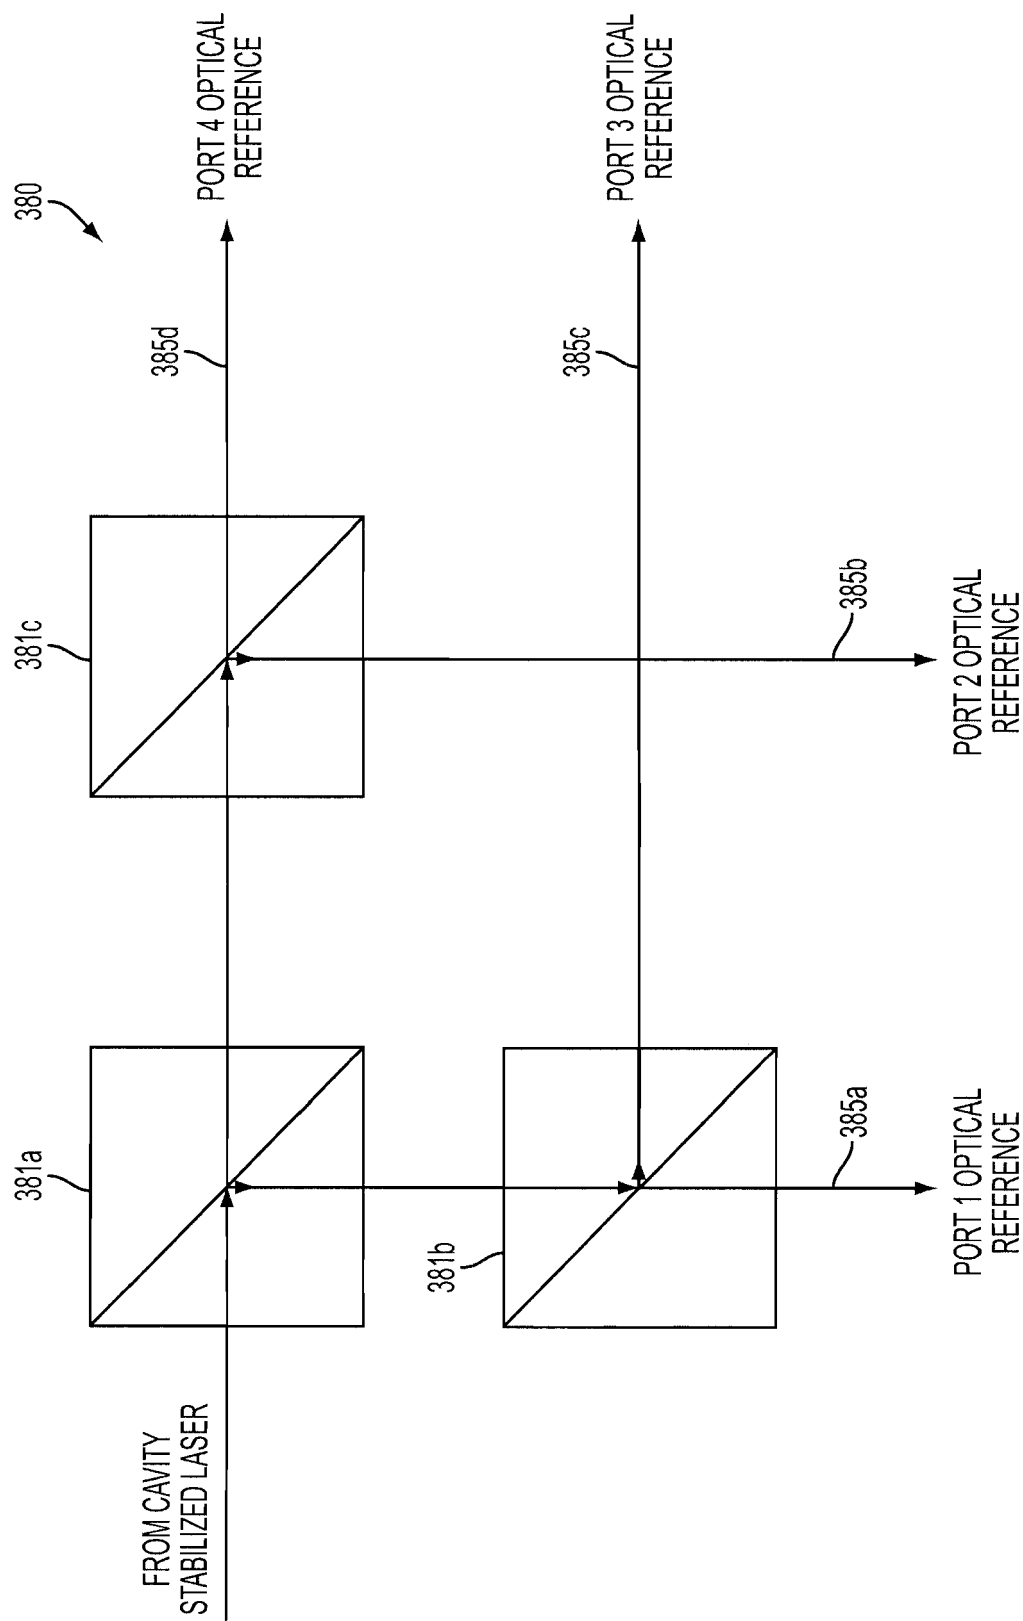 380
PORT 4 OPTICAL
REFERENCE
385d
PORT 3 OPTICAL
REFERENCE
385c
381c
385b
PORT 2 OPTICAL
REFERENCE
381a
381b
385a
PORT 1 OPTICAL
REFERENCE
FROM CAVITY
STABILIZED LASER